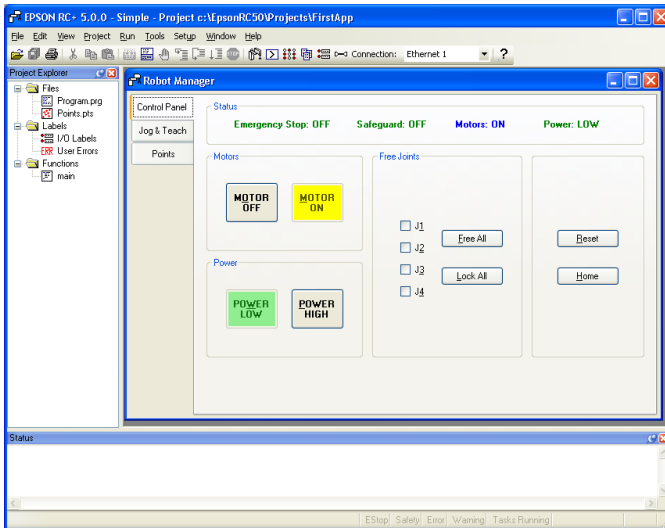 EPSON RC+ 5.0.0 - Simple - Project c:\EpsonRC50\Projects\FirstApp
File Edit View Project Run Tools Setup Window Help
Connection: Ethernet 1
Project Explorer
Files
Program.prg
Points.pts
Labels
I/O Labels
ERR User Errors
Functions
main
Robot Manager
Control Panel
Jog & Teach
Points
Status
Emergency Stop: OFF Safeguard: OFF Motors: ON Power: LOW
Motors
MOTOR OFF
MOTOR ON
Power
POWER LOW
POWER HIGH
Free Joints
J1
J2
J3
J4
Free All
Lock All
Reset
Home
Status
EStop Safety Error Warning Tasks Running